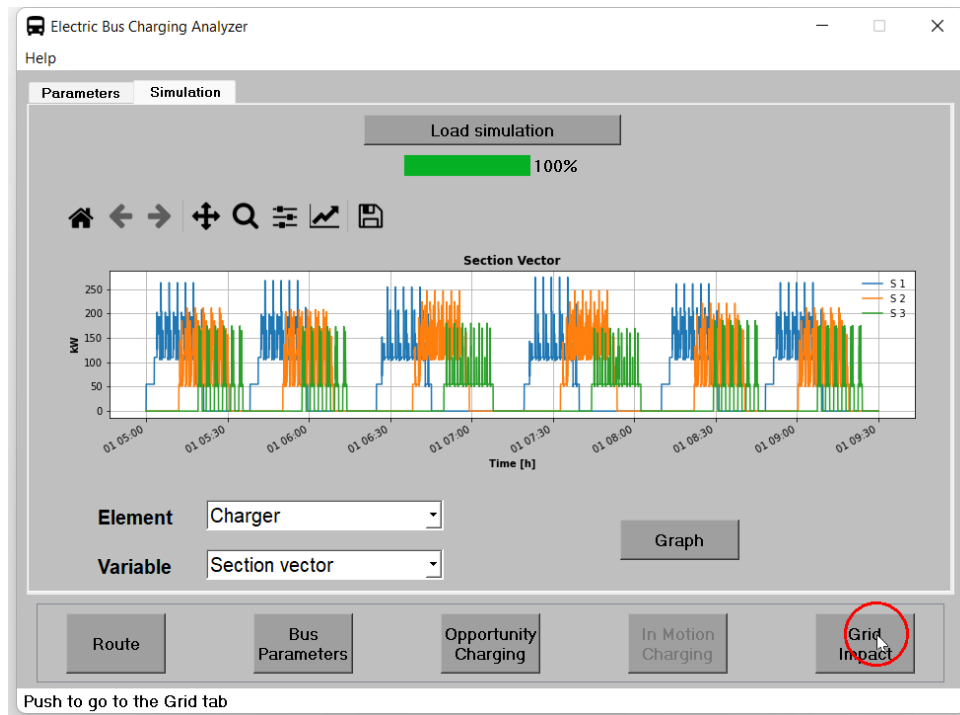 Electric Bus Charging Analyzer
Help
Parameters Simulation
Load simulation
100%
Section Vector
250
200
150
100
50
0
kW
S 1
S 2
S 3
01 05:00 01 05:30 01 06:00 01 06:30 01 07:00 01 07:30 01 08:00 01 08:30 01 09:00 01 09:30
Time [h]
Element Charger
Variable Section vector
Graph
Route
Bus
Parameters
Opportunity
Charging
In Motion
Charging
Grid
Impact
Push to go to the Grid tab